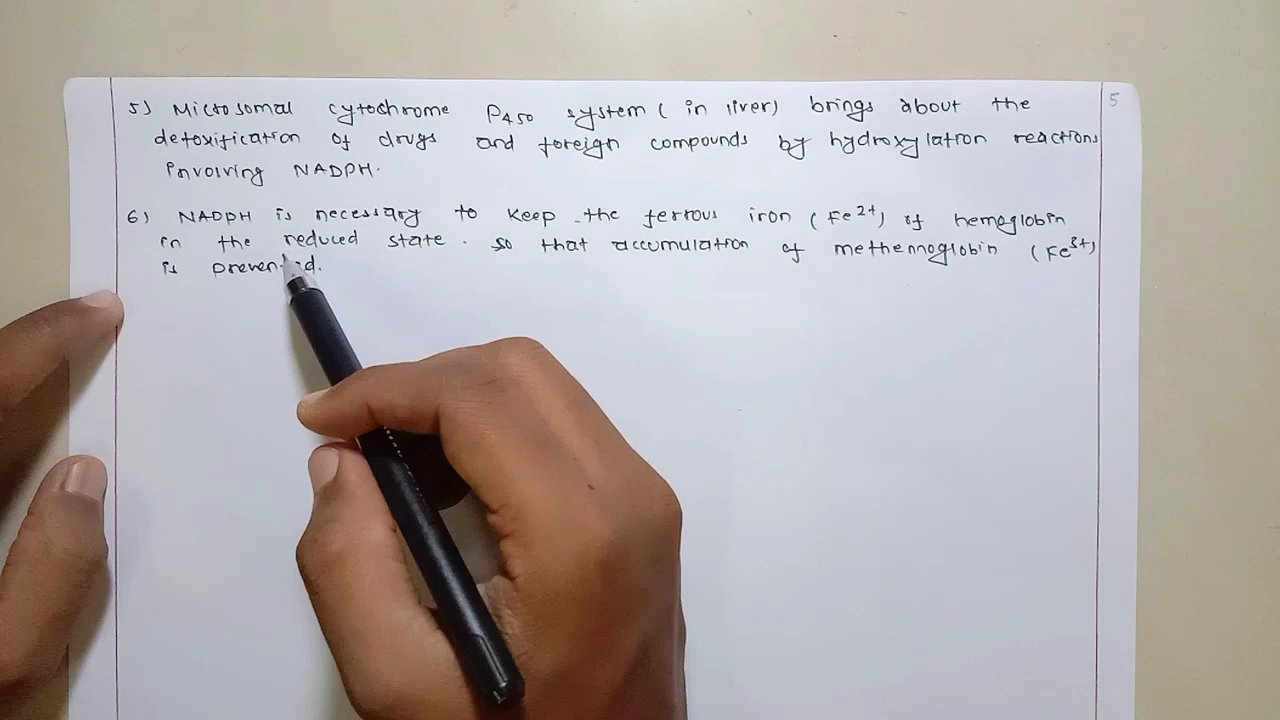 5
5) Microsomal cytochrome P450 system ( in liver) brings about the
detoxification of drugs and foreign compounds by hydroxylation reactions
involving NADPH.
6) NADPH is necessary to keep the ferrous iron ( Fe2+) of hemoglobin
in the reduced state . so that accumulation of methennoglobin ( Fe3+)
is prevented.